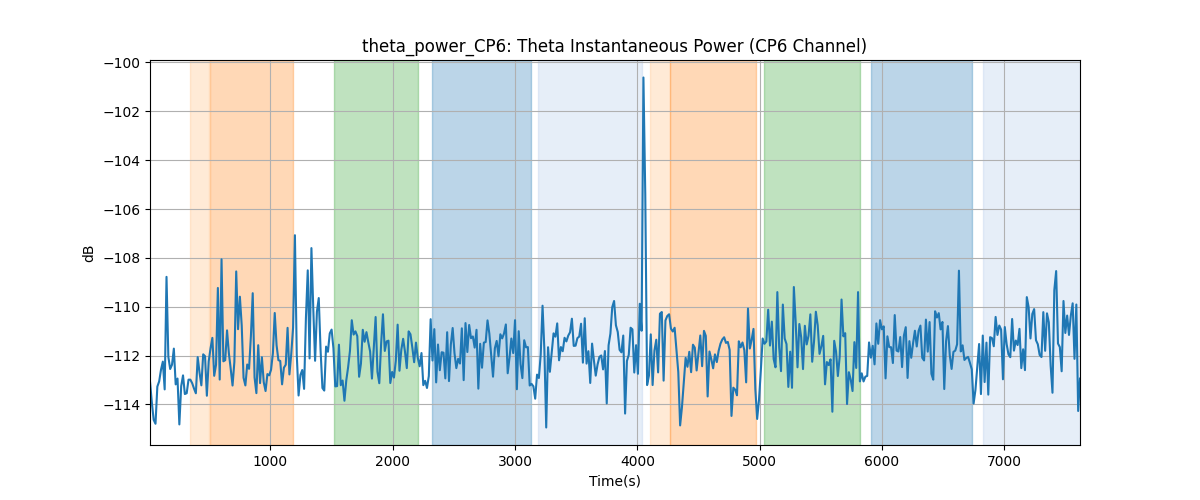 theta_power_CP6: Theta Instantaneous Power (CP6 Channel)
−100
−102
−104
−106
−108
−110
−112
−114
dB
1000 2000 3000 4000 5000 6000 7000
Time(s)